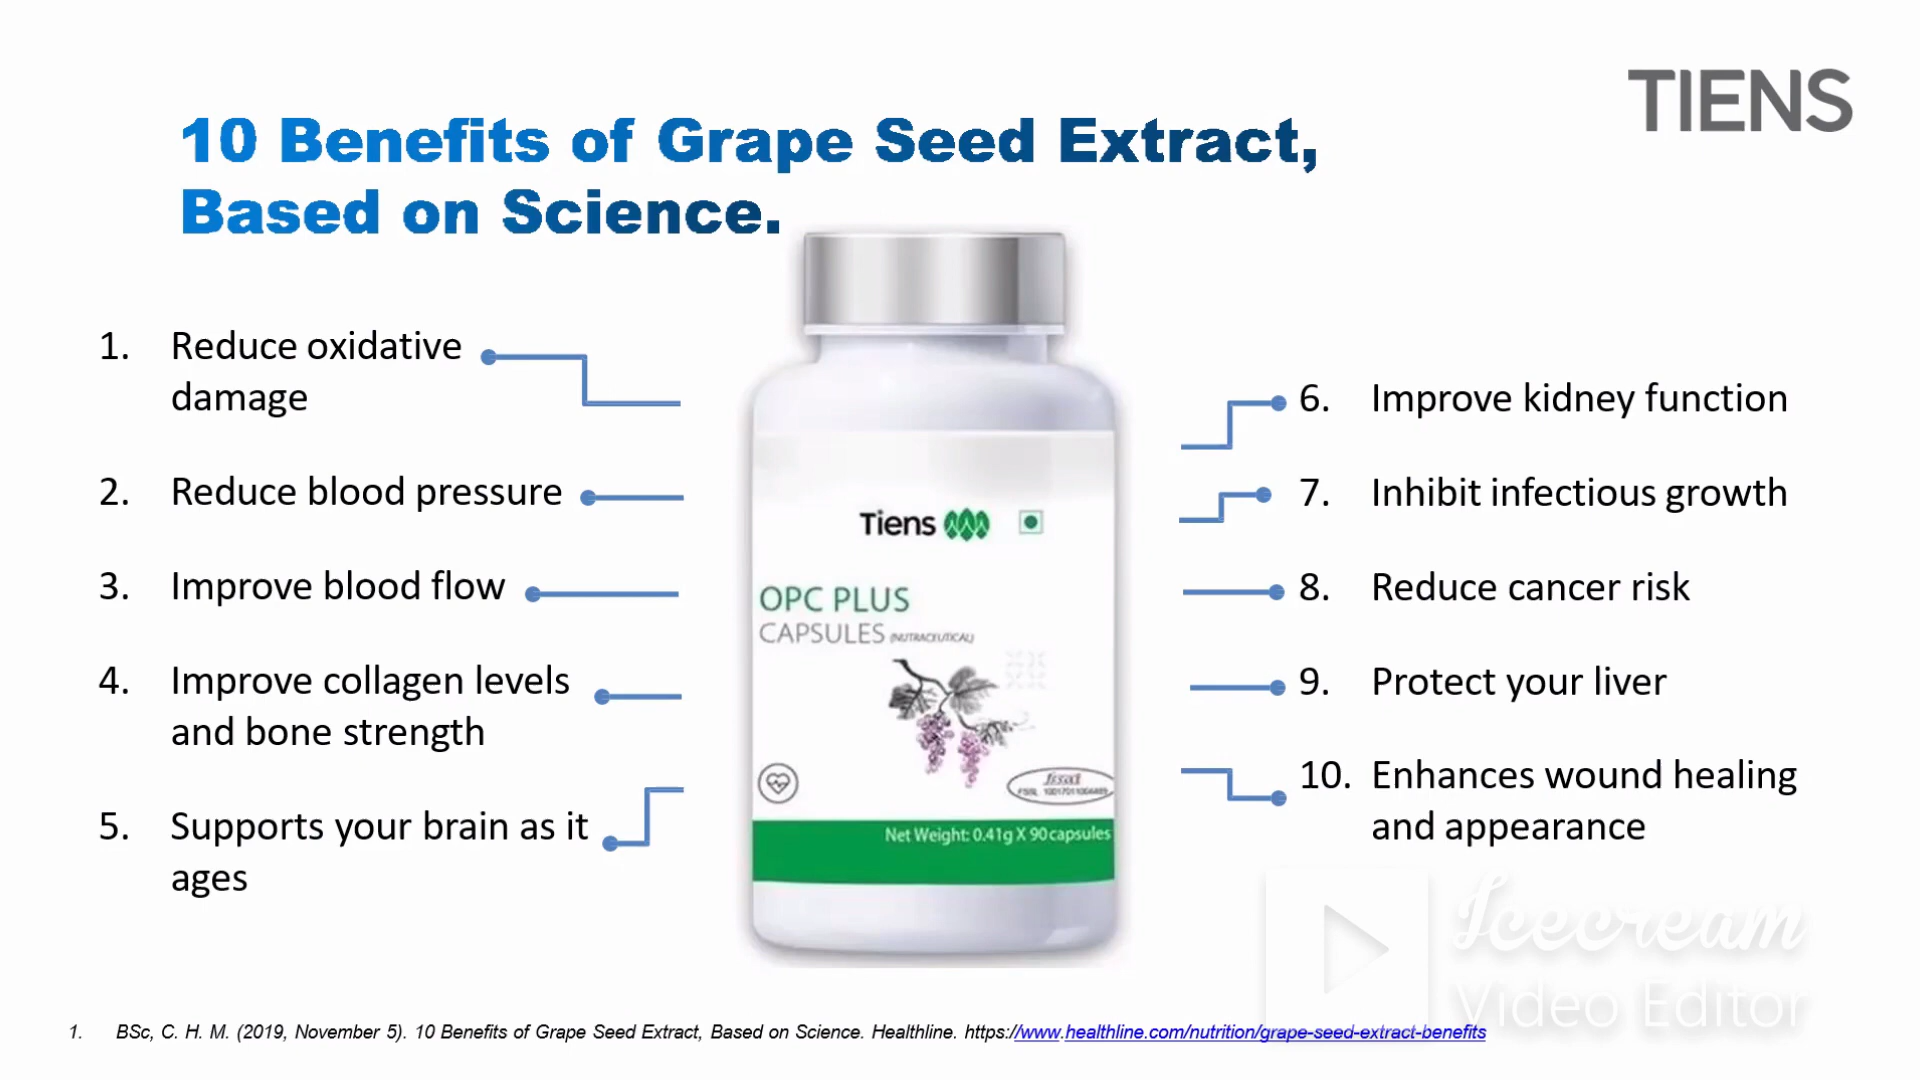 TIENS
10 Benefits of Grape Seed Extract,
Based on Science.
1. Reduce oxidative
damage
2. Reduce blood pressure
3. Improve blood flow
4. Improve collagen levels
and bone strength
5. Supports your brain as it
ages
Tiens
OPC PLUS
CAPSULES (NUTRACEUTICAL)
fssai
Net Weight: 0.41g X 90capsules
6. Improve kidney function
7. Inhibit infectious growth
8. Reduce cancer risk
9. Protect your liver
10. Enhances wound healing
and appearance
Icecream
Video Editor
1. BSc, C. H. M. (2019, November 5). 10 Benefits of Grape Seed Extract, Based on Science. Healthline. https://www.healthline.com/nutrition/grape-seed-extract-benefits